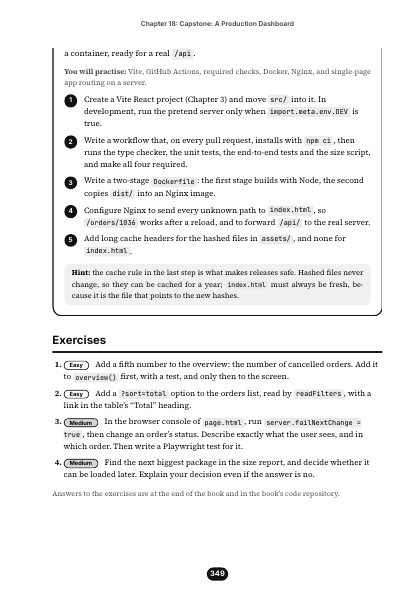 Chapter 18: Capstone: A Production Dashboard
a container, ready for a real /api.
You will practise: Vite, GitHub Actions, required checks, Docker, Nginx, and single-page
app routing on a server.
1 Create a Vite React project (Chapter 3) and move src/ into it. In
development, run the pretend server only when import.meta.env.DEV is
true.
2 Write a workflow that, on every pull request, installs with npm ci, then
runs the type checker, the unit tests, the end-to-end tests and the size script,
and make all four required.
3 Write a two-stage Dockerfile: the first stage builds with Node, the second
copies dist/ into an Nginx image.
4 Configure Nginx to send every unknown path to index.html, so
/orders/1036 works after a reload, and to forward /api/ to the real server.
5 Add long cache headers for the hashed files in assets/, and none for
index.html.
Hint: the cache rule in the last step is what makes releases safe. Hashed files never
change, so they can be cached for a year; index.html must always be fresh, be-
cause it is the file that points to the new hashes.
Exercises
1. Easy Add a fifth number to the overview: the number of cancelled orders. Add it
to overview() first, with a test, and only then to the screen.
2. Easy Add a ?sort=total option to the orders list, read by readFilters, with a
link in the table's “Total” heading.
3. Medium In the browser console of page.html, run server.failNextChange =
true, then change an order's status. Describe exactly what the user sees, and in
which order. Then write a Playwright test for it.
4. Medium Find the next biggest package in the size report, and decide whether it
can be loaded later. Explain your decision even if the answer is no.
Answers to the exercises are at the end of the book and in the book's code repository.
349